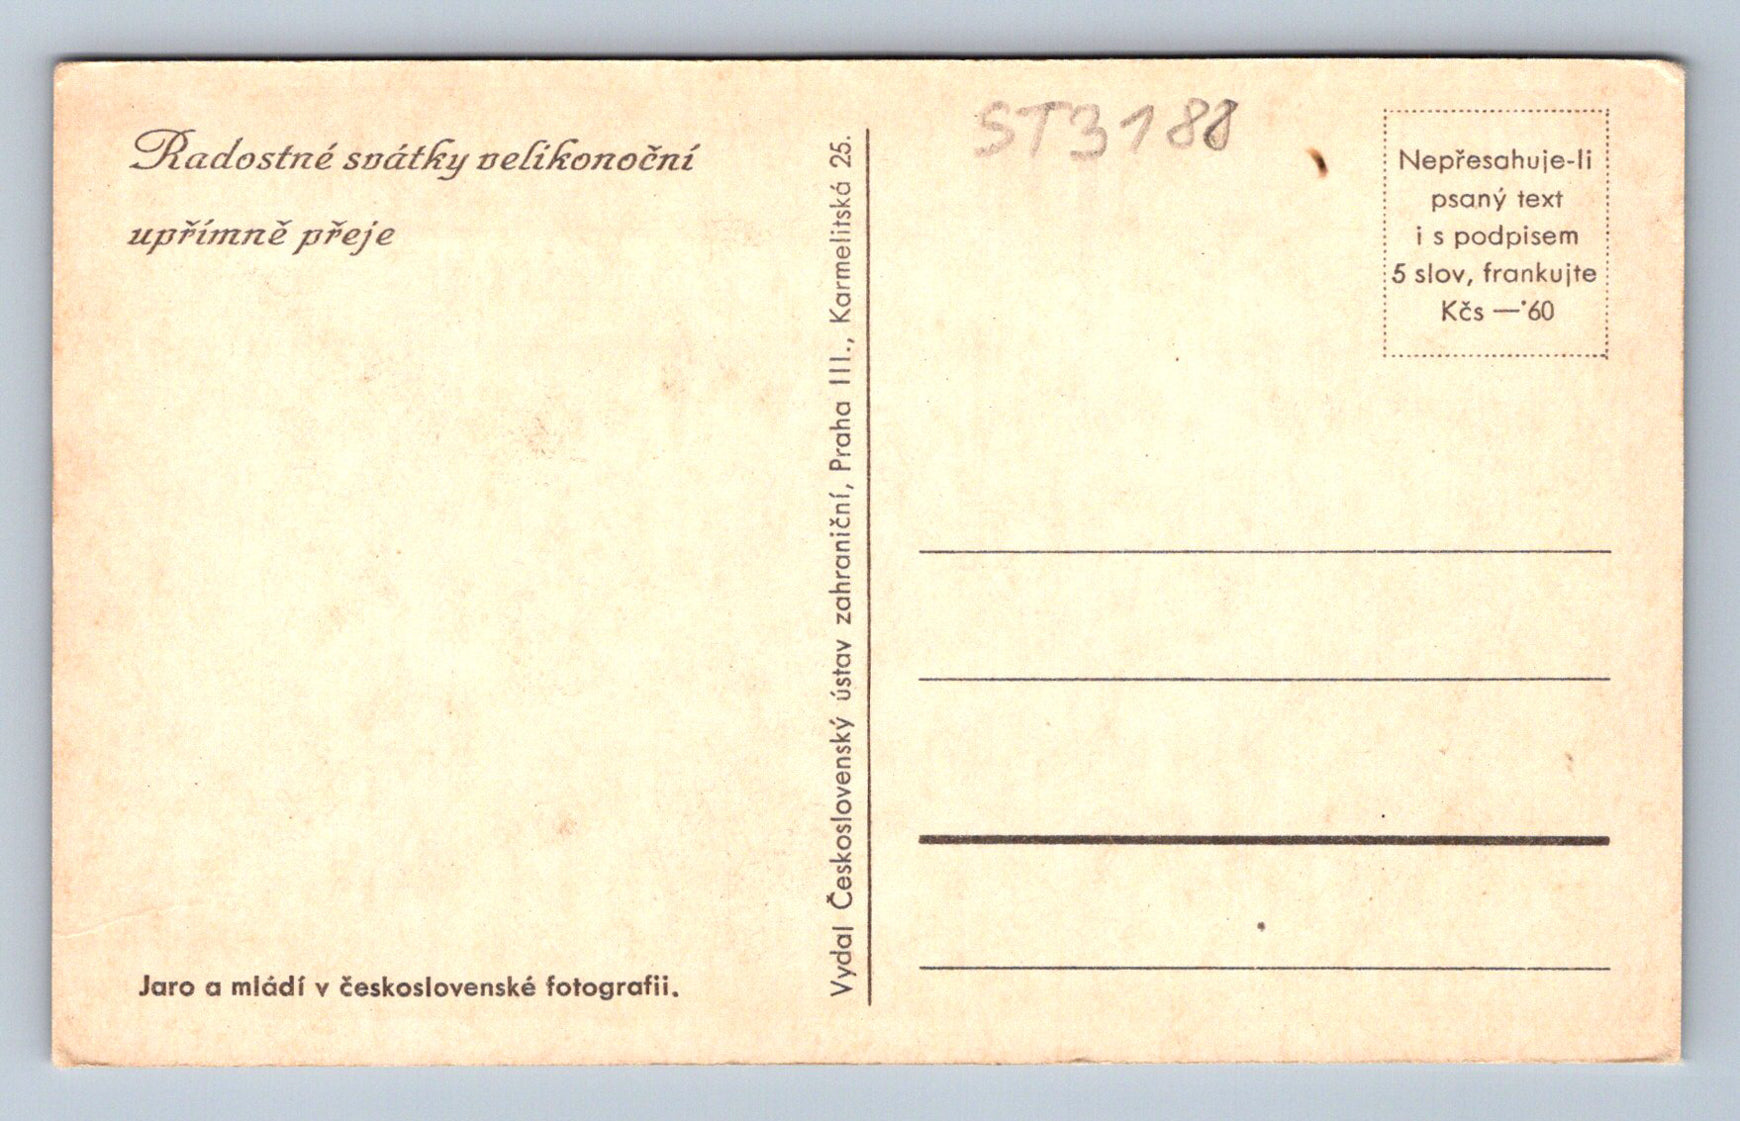 Radostné svátky velikonoční
upřímně přeje
Jaro a mládí v československé fotografii.
Vydal Československý ústav zahraniční, Praha III., Karmelitská 25.
ST3188
Nepřesahuje-li
psaný text
i s podpisem
5 slov, frankujte
Kčs —·60